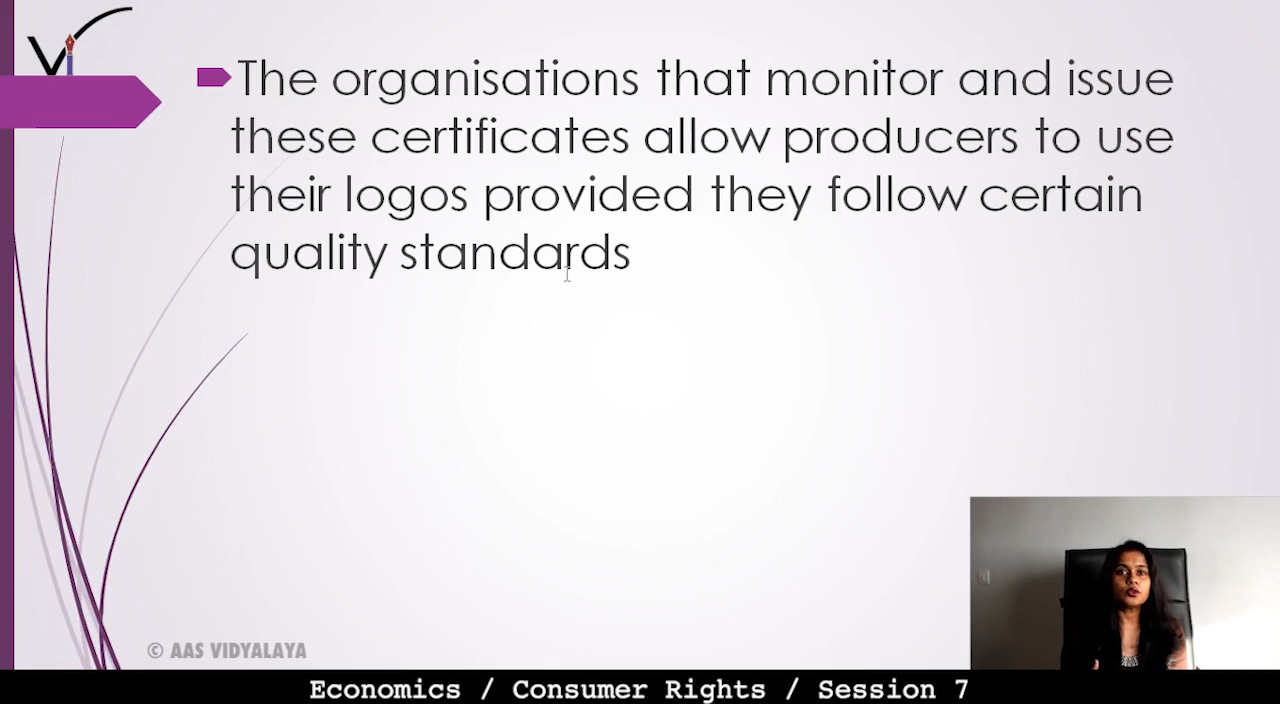 Vi
The organisations that monitor and issue
these certificates allow producers to use
their logos provided they follow certain
quality standards
© AAS VIDYALAYA
Economics / Consumer Rights / Session 7